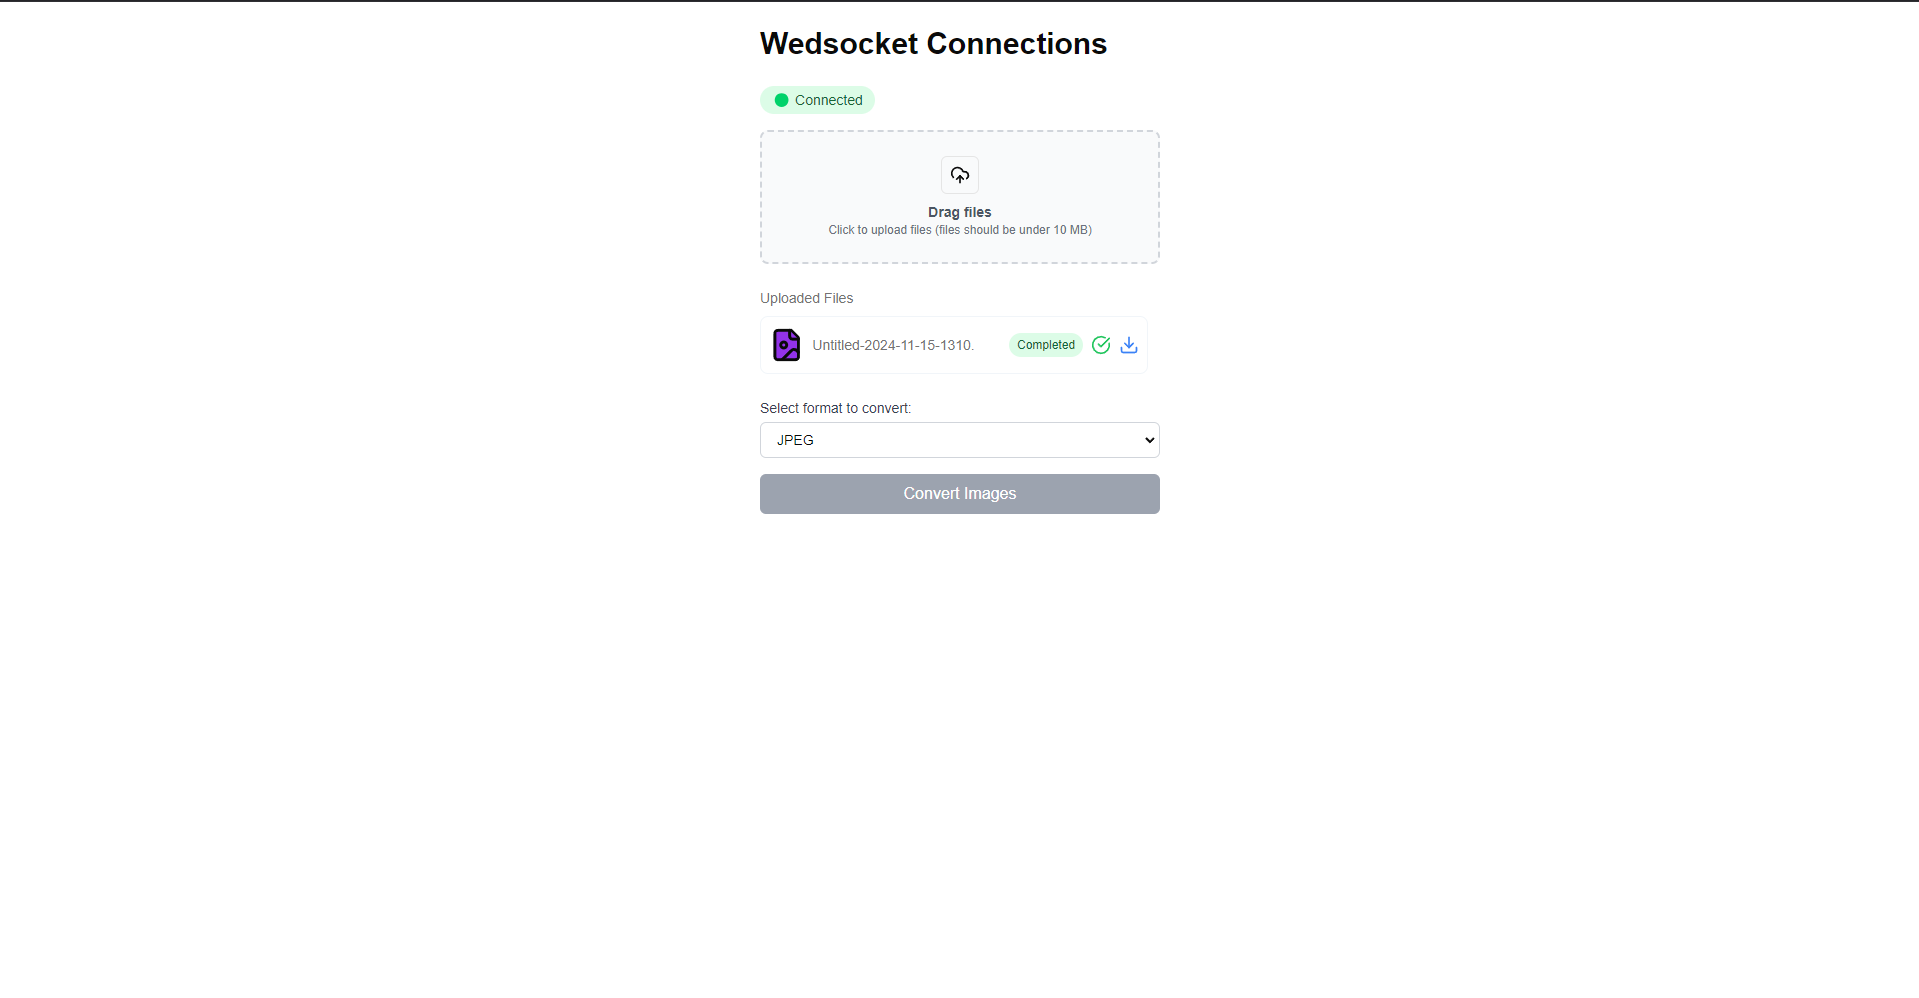 Wedsocket Connections
Connected
Drag files
Click to upload files (files should be under 10 MB)
Uploaded Files
Untitled-2024-11-15-1310.
Completed
Select format to convert:
JPEG
Convert Images